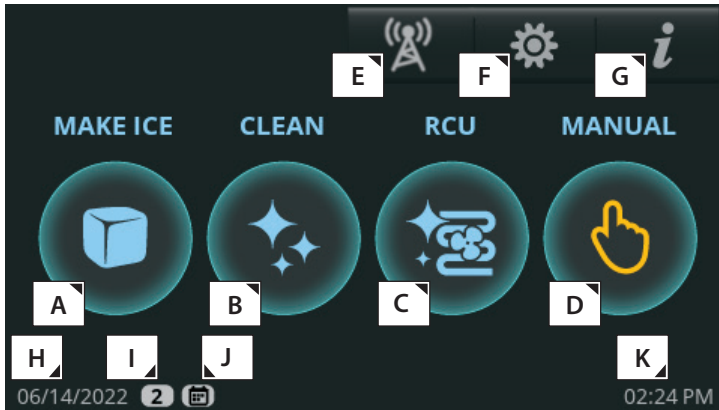 E F G
MAKE ICE CLEAN RCU MANUAL
A B C D
H I J K
06/14/2022 2 02:24 PM